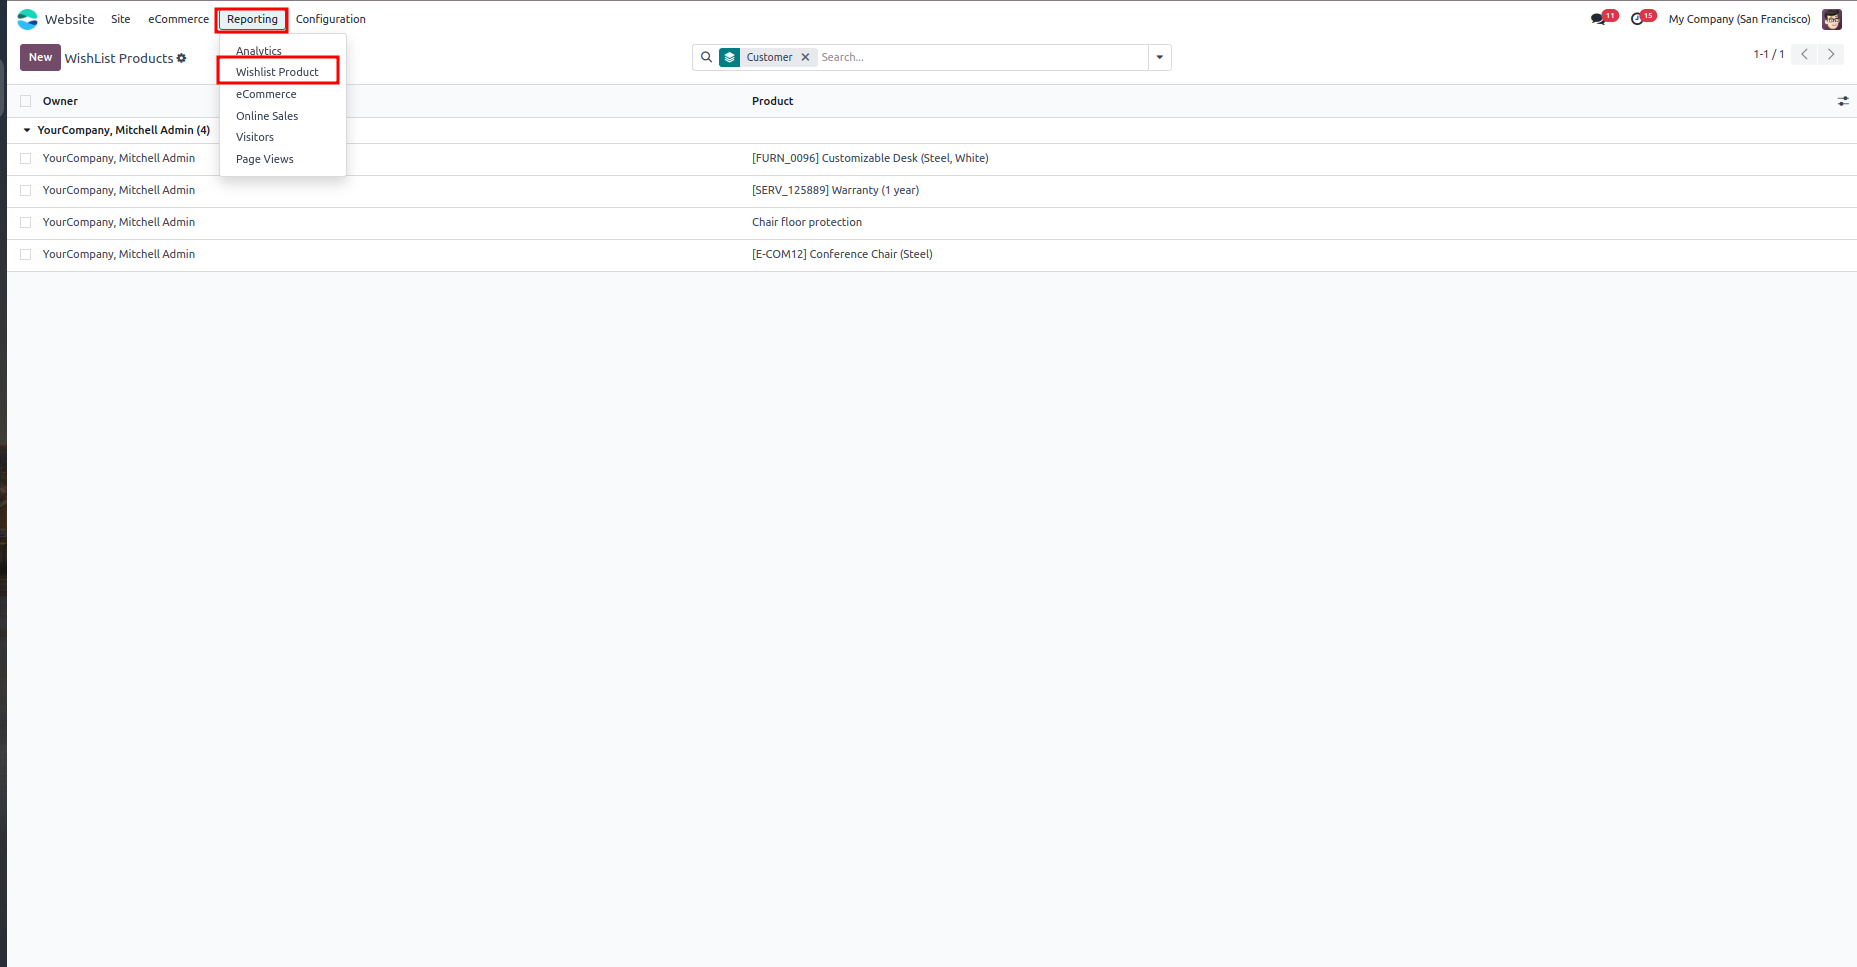 Website Site eCommerce Reporting Configuration 11 15 My Company (San Francisco)
New WishList Products Customer Search... 1-1 / 1
Analytics
Wishlist Product
eCommerce
Online Sales
Visitors
Page Views
Owner Product
YourCompany, Mitchell Admin (4)
YourCompany, Mitchell Admin [FURN_0096] Customizable Desk (Steel, White)
YourCompany, Mitchell Admin [SERV_125889] Warranty (1 year)
YourCompany, Mitchell Admin Chair floor protection
YourCompany, Mitchell Admin [E-COM12] Conference Chair (Steel)